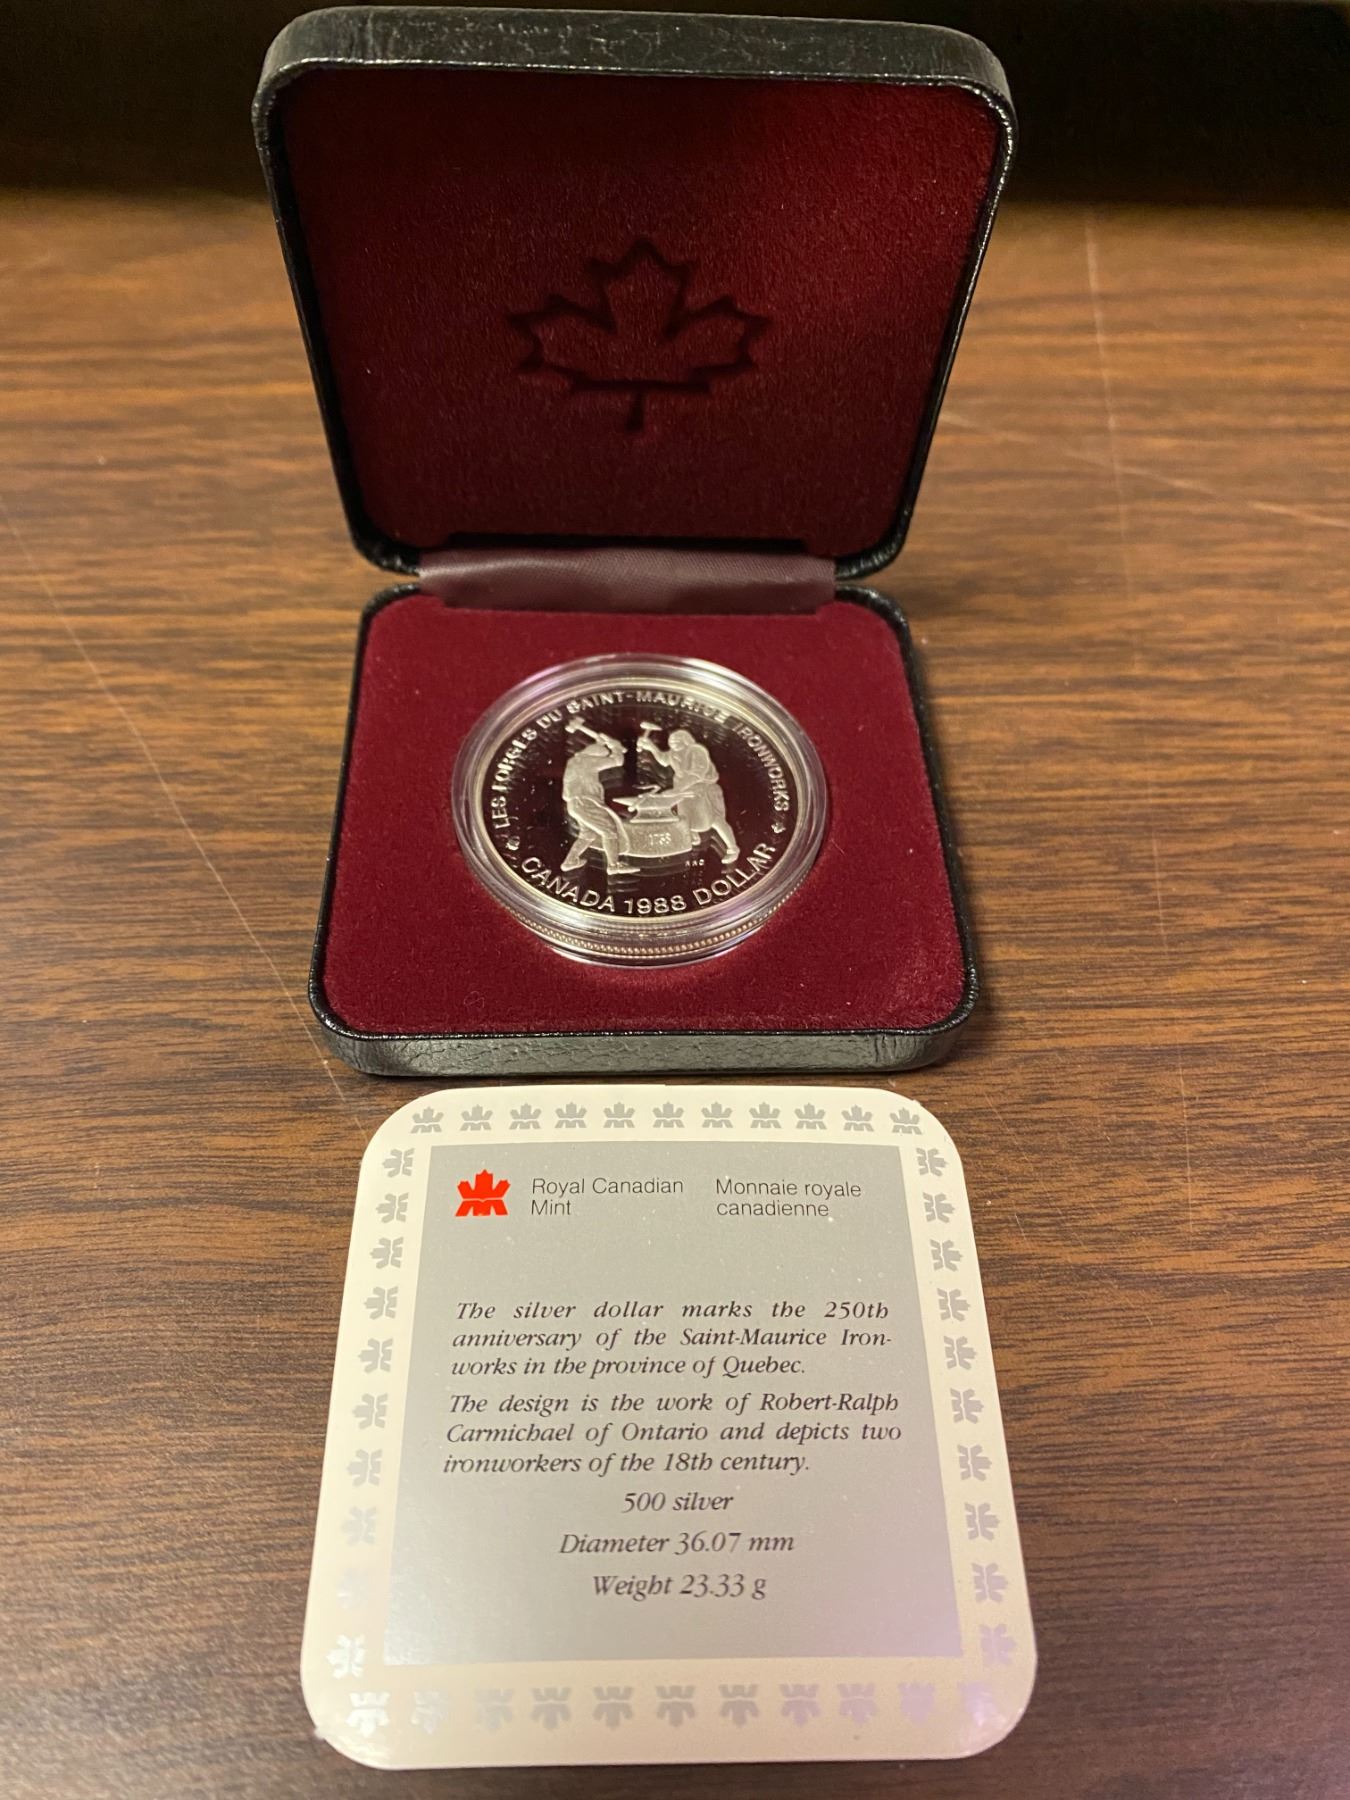 LES FORGES DU SAINT-MAURICE IRONWORKS
1738
RRC
CANADA 1988 DOLLAR
Royal Canadian
Mint
Monnaie royale
canadienne
The silver dollar marks the 250th
anniversary of the Saint-Maurice Iron-
works in the province of Quebec.
The design is the work of Robert-Ralph
Carmichael of Ontario and depicts two
ironworkers of the 18th century.
500 silver
Diameter 36.07 mm
Weight 23.33 g